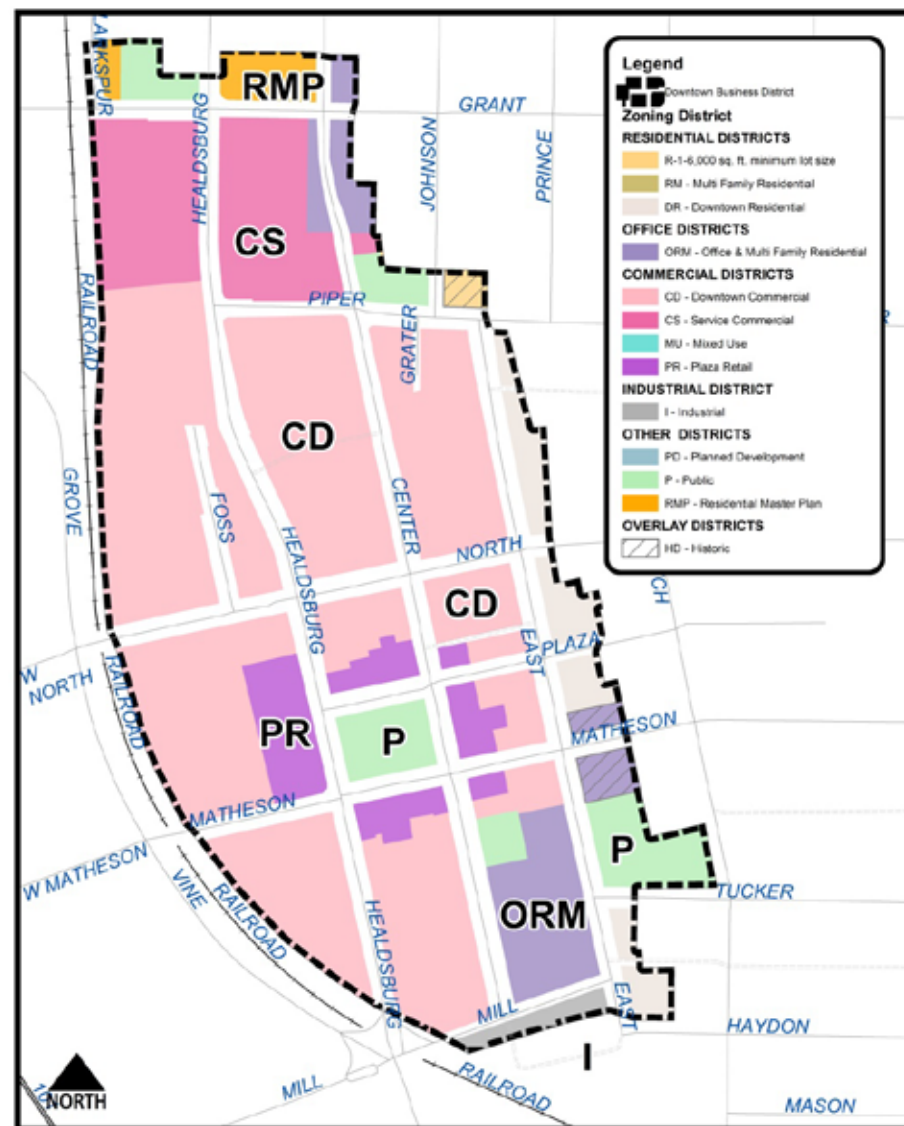 LARKSPUR
RMP
GRANT
HEALDSBURG
JOHNSON
PRINCE
CS
RAILROAD
PIPER
GRATER
CD
GROVE
FOSS
CENTER
HEALDSBURG
NORTH
CD
EAST
PLAZA
CH
W
NORTH
RAILROAD
PR
P
MATHESON
MATHESON
W MATHESON
VINE
RAILROAD
HEALDSBURG
ORM
P
TUCKER
MILL
EAST
HAYDON
I
MILL
RAILROAD
MASON
NORTH
Legend
Downtown Business District
Zoning District
RESIDENTIAL DISTRICTS
R-1-6,000 sq. ft. minimum lot size
RM - Multi Family Residential
DR - Downtown Residential
OFFICE DISTRICTS
ORM - Office & Multi Family Residential
COMMERCIAL DISTRICTS
CD - Downtown Commercial
CS - Service Commercial
MU - Mixed Use
PR - Plaza Retail
INDUSTRIAL DISTRICT
I - Industrial
OTHER DISTRICTS
PD - Planned Development
P - Public
RMP - Residential Master Plan
OVERLAY DISTRICTS
HD - Historic